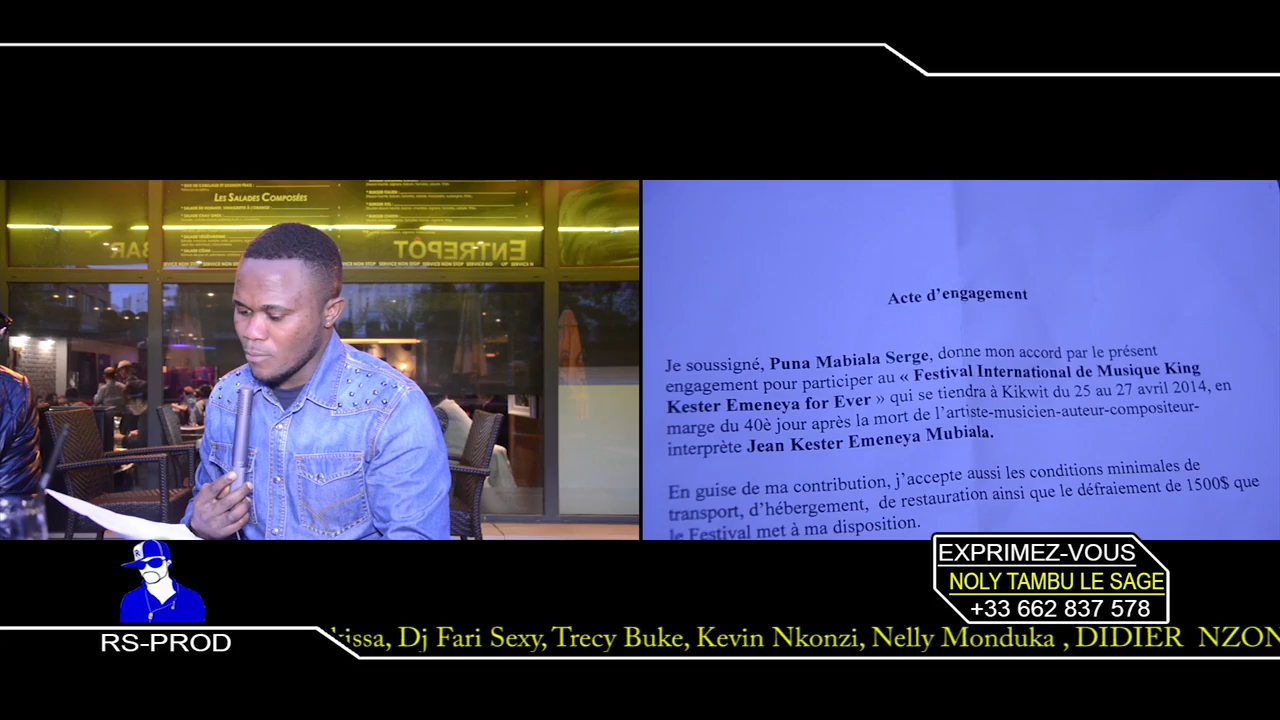 Les Salades Composées
ENTREPÔT
BAR
Acte d'engagement
Je soussigné, Puna Mabiala Serge, donne mon accord par le présent
engagement pour participer au « Festival International de Musique King
Kester Emeneya for Ever » qui se tiendra à Kikwit du 25 au 27 avril 2014, en
marge du 40è jour après la mort de l'artiste-musicien-auteur-compositeur-
interprète Jean Kester Emeneya Mubiala.
En guise de ma contribution, j'accepte aussi les conditions minimales de
transport, d'hébergement, de restauration ainsi que le défraiement de 1500$ que
le Festival met à ma disposition.
EXPRIMEZ-VOUS
NOLY TAMBU LE SAGE
+33 662 837 578
RS-PROD
kissa, Dj Fari Sexy, Trecy Buke, Kevin Nkonzi, Nelly Monduka , DIDIER NZON